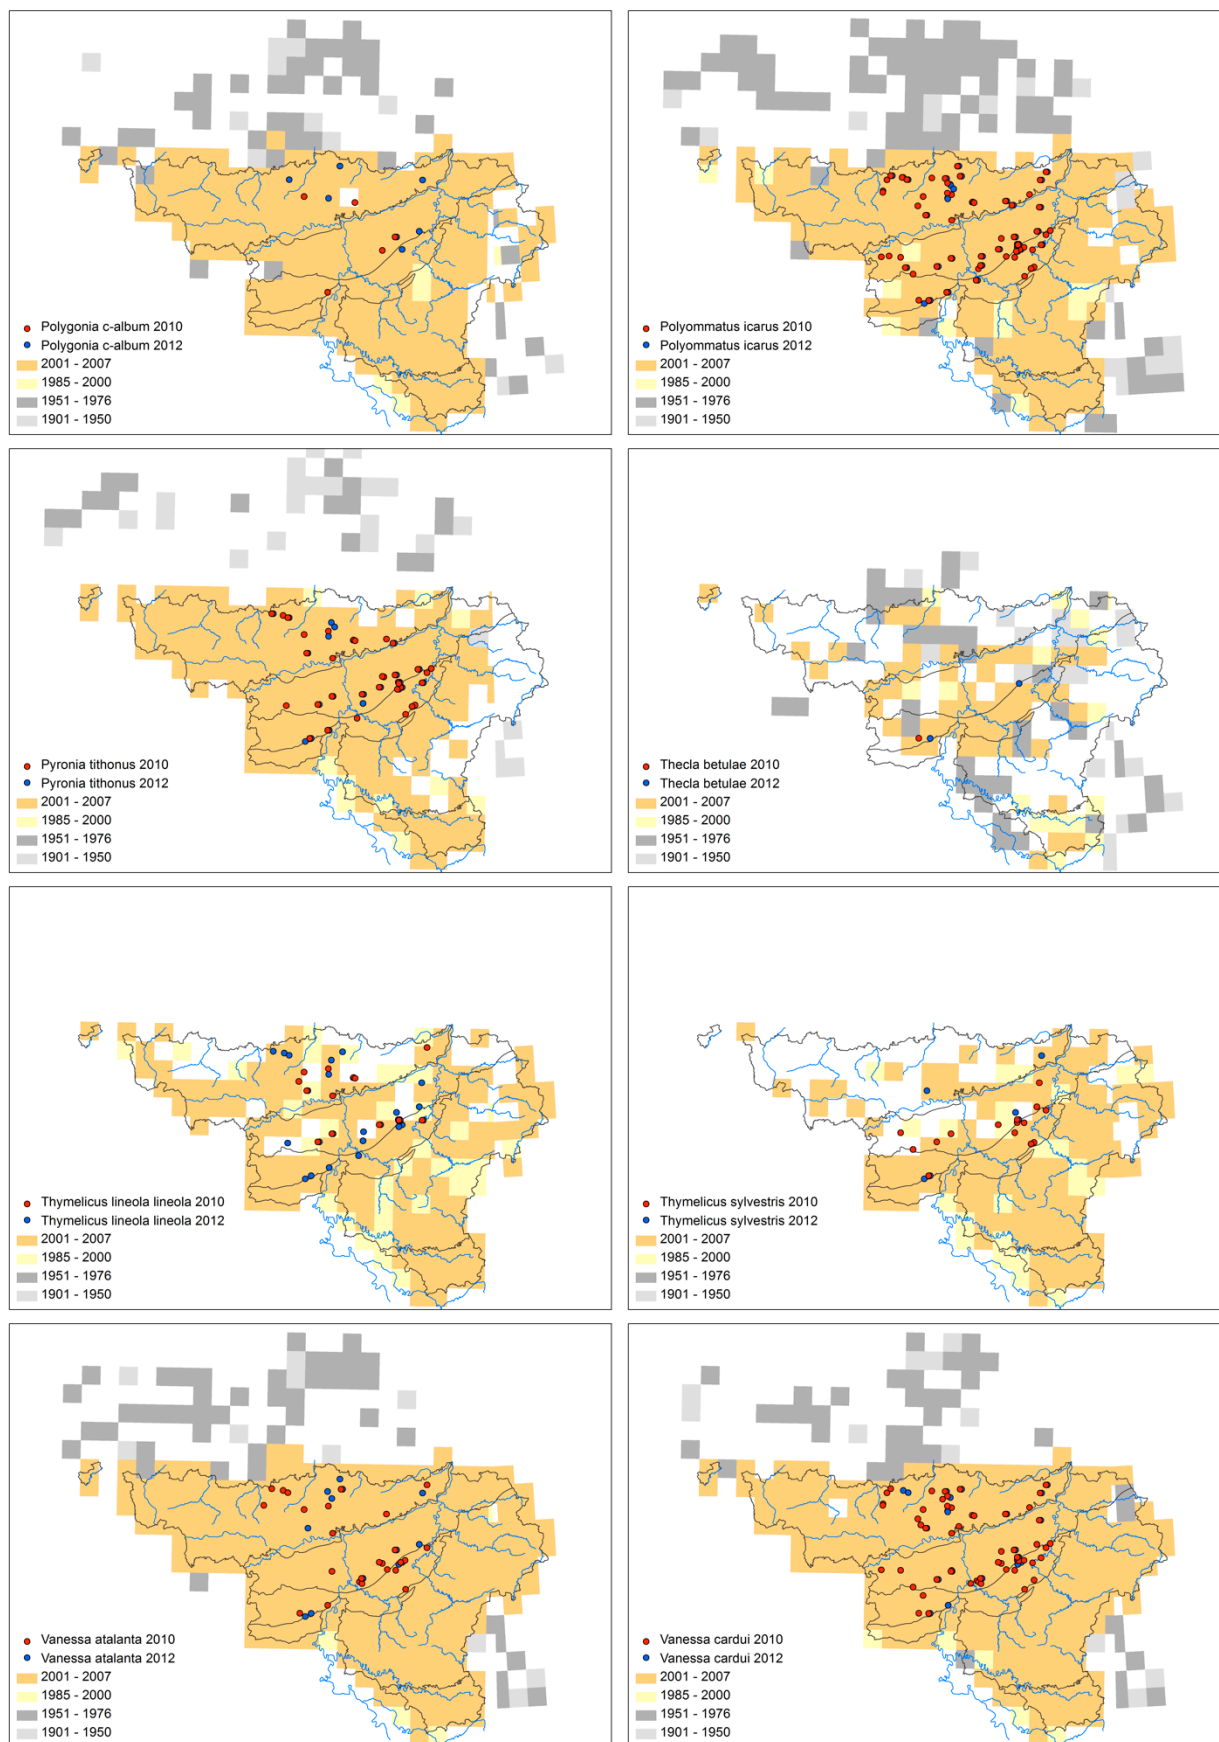 Polygonia c-album 2010
Polygonia c-album 2012
2001 - 2007
1985 - 2000
1951 - 1976
1901 - 1950
Polyommatus icarus 2010
Polyommatus icarus 2012
2001 - 2007
1985 - 2000
1951 - 1976
1901 - 1950
Pyronia tithonus 2010
Pyronia tithonus 2012
2001 - 2007
1985 - 2000
1951 - 1976
1901 - 1950
Thecla betulae 2010
Thecla betulae 2012
2001 - 2007
1985 - 2000
1951 - 1976
1901 - 1950
Thymelicus lineola lineola 2010
Thymelicus lineola lineola 2012
2001 - 2007
1985 - 2000
1951 - 1976
1901 - 1950
Thymelicus sylvestris 2010
Thymelicus sylvestris 2012
2001 - 2007
1985 - 2000
1951 - 1976
1901 - 1950
Vanessa atalanta 2010
Vanessa atalanta 2012
2001 - 2007
1985 - 2000
1951 - 1976
1901 - 1950
Vanessa cardui 2010
Vanessa cardui 2012
2001 - 2007
1985 - 2000
1951 - 1976
1901 - 1950